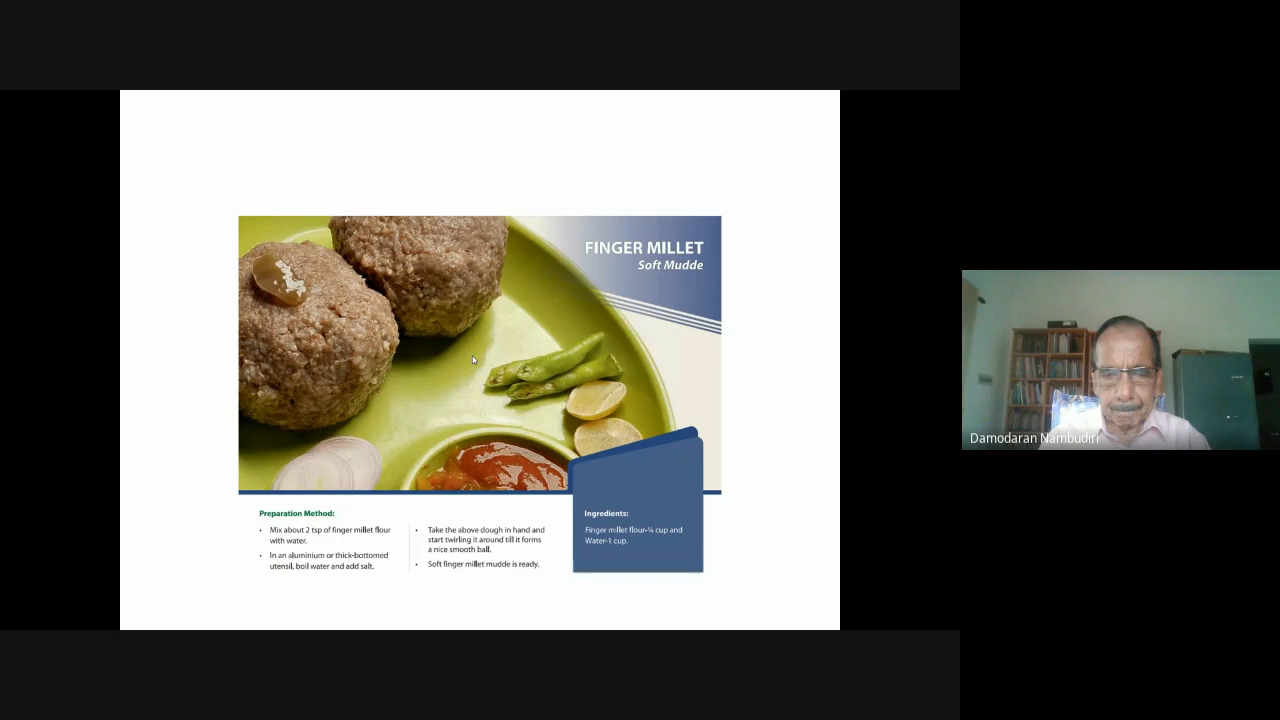 FINGER MILLET
Soft Mudde
Preparation Method:
• Mix about 2 tsp of finger millet flour
with water.
• In an aluminium or thick-bottomed
utensil, boil water and add salt.
• Take the above dough in hand and
start twirling it around till it forms
a nice smooth ball.
• Soft finger millet mudde is ready.
Ingredients:
Finger millet flour-¼ cup and
Water-1 cup.
Damodaran Nambudiri